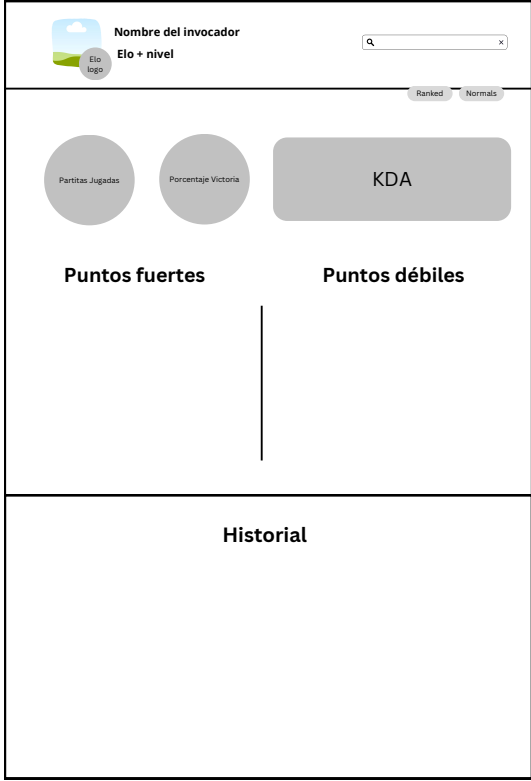 Nombre del invocador
Elo + nivel
Elo
logo
×
Ranked
Normals
Partitas Jugadas
Porcentaje Victoria
KDA
Puntos fuertes
Puntos débiles
Historial